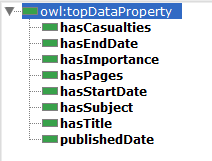 owl:topDataProperty
hasCasualties
hasEndDate
hasImportance
hasPages
hasStartDate
hasSubject
hasTitle
publishedDate